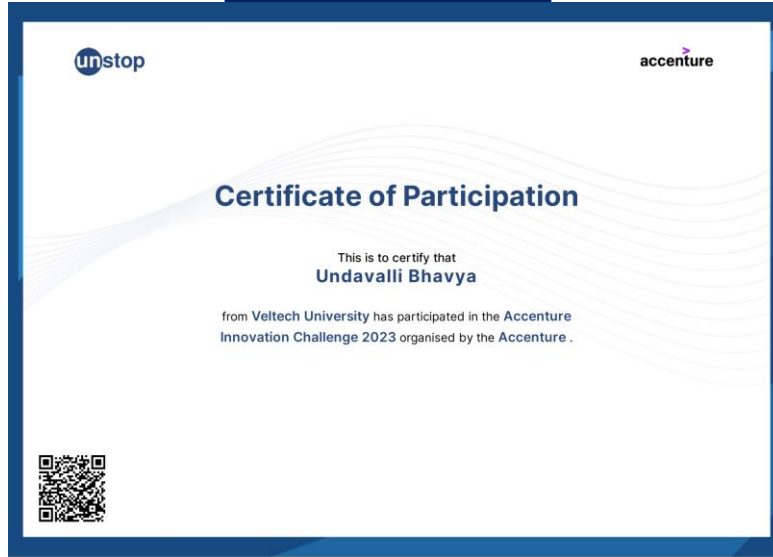 unstop
accenture
Certificate of Participation
This is to certify that
Undavalli Bhavya
from Veltech University has participated in the Accenture
Innovation Challenge 2023 organised by the Accenture .